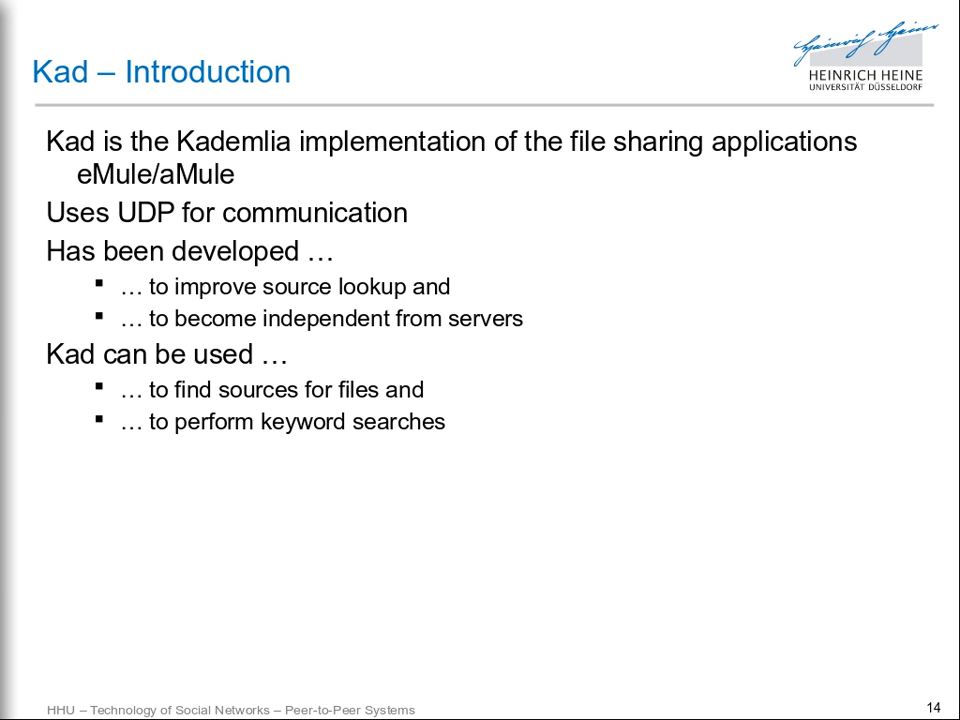 Kad – Introduction
Heinrich Heine
HEINRICH HEINE
UNIVERSITÄT DÜSSELDORF
Kad is the Kademlia implementation of the file sharing applications
eMule/aMule
Uses UDP for communication
Has been developed …
▪ … to improve source lookup and
▪ … to become independent from servers
Kad can be used …
▪ … to find sources for files and
▪ … to perform keyword searches
HHU – Technology of Social Networks – Peer-to-Peer Systems
14